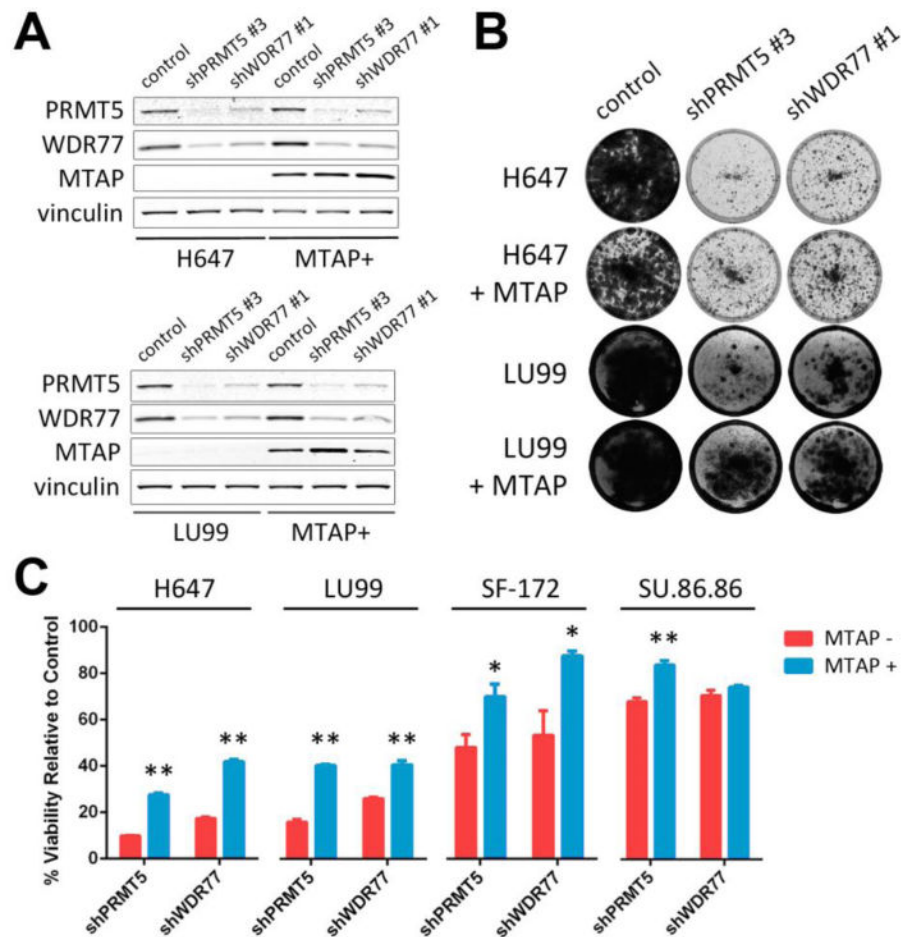 A
control
shPRMT5 #3
shWDR77 #1
control
shPRMT5 #3
shWDR77 #1
PRMT5
WDR77
MTAP
vinculin
H647
MTAP+
control
shPRMT5 #3
shWDR77 #1
control
shPRMT5 #3
shWDR77 #1
PRMT5
WDR77
MTAP
vinculin
LU99
MTAP+
B
control
shPRMT5 #3
shWDR77 #1
H647
H647
+ MTAP
LU99
LU99
+ MTAP
C
H647
LU99
SF-172
SU.86.86
% Viability Relative to Control
100
80
60
40
20
0
** ** ** ** * * **
MTAP -
MTAP +
shPRMT5
shWDR77
shPRMT5
shWDR77
shPRMT5
shWDR77
shPRMT5
shWDR77